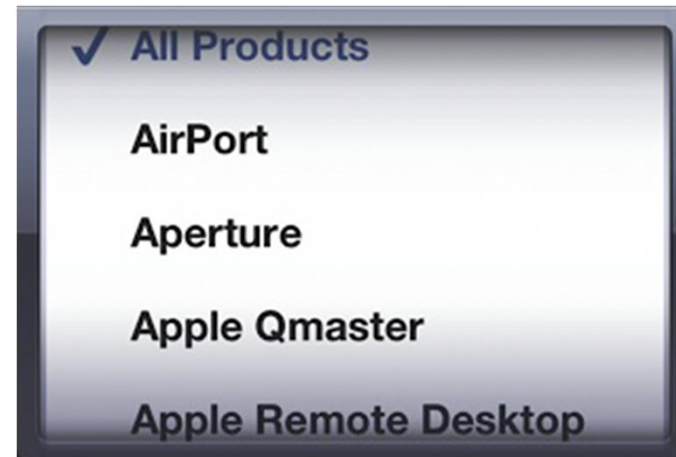 All Products
AirPort
Aperture
Apple Qmaster
Apple Remote Desktop